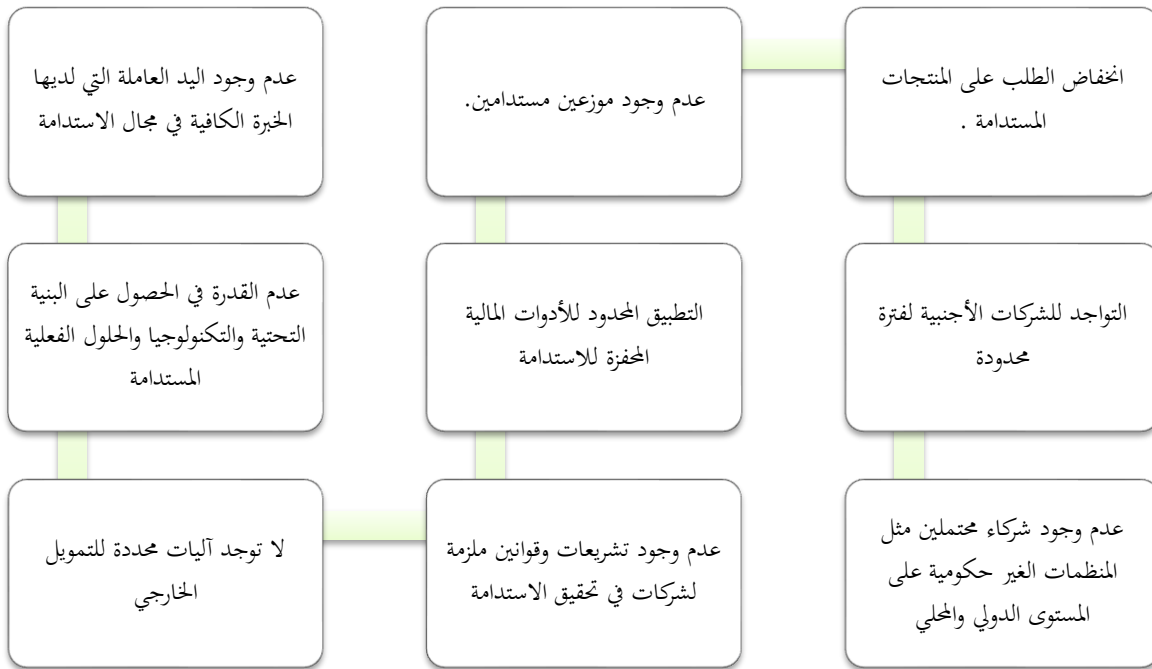 عدم وجود اليد العاملة التي لديها
الخبرة الكافية في مجال الاستدامة
عدم القدرة في الحصول على البنية
التحتية والتكنولوجيا والحلول الفعلية
المستدامة
لا توجد آليات محددة للتمويل
الخارجي
عدم وجود تشريعات وقوانين ملزمة
لشركات في تحقيق الاستدامة
التطبيق المحدود للأدوات المالية
المحفزة للاستدامة
عدم وجود موزعين مستدامين.
انخفاض الطلب على المنتجات
المستدامة .
التواجد للشركات الأجنبية لفترة
محدودة
عدم وجود شركاء محتملين مثل
المنظمات الغير حكومية على
المستوى الدولي والمحلي